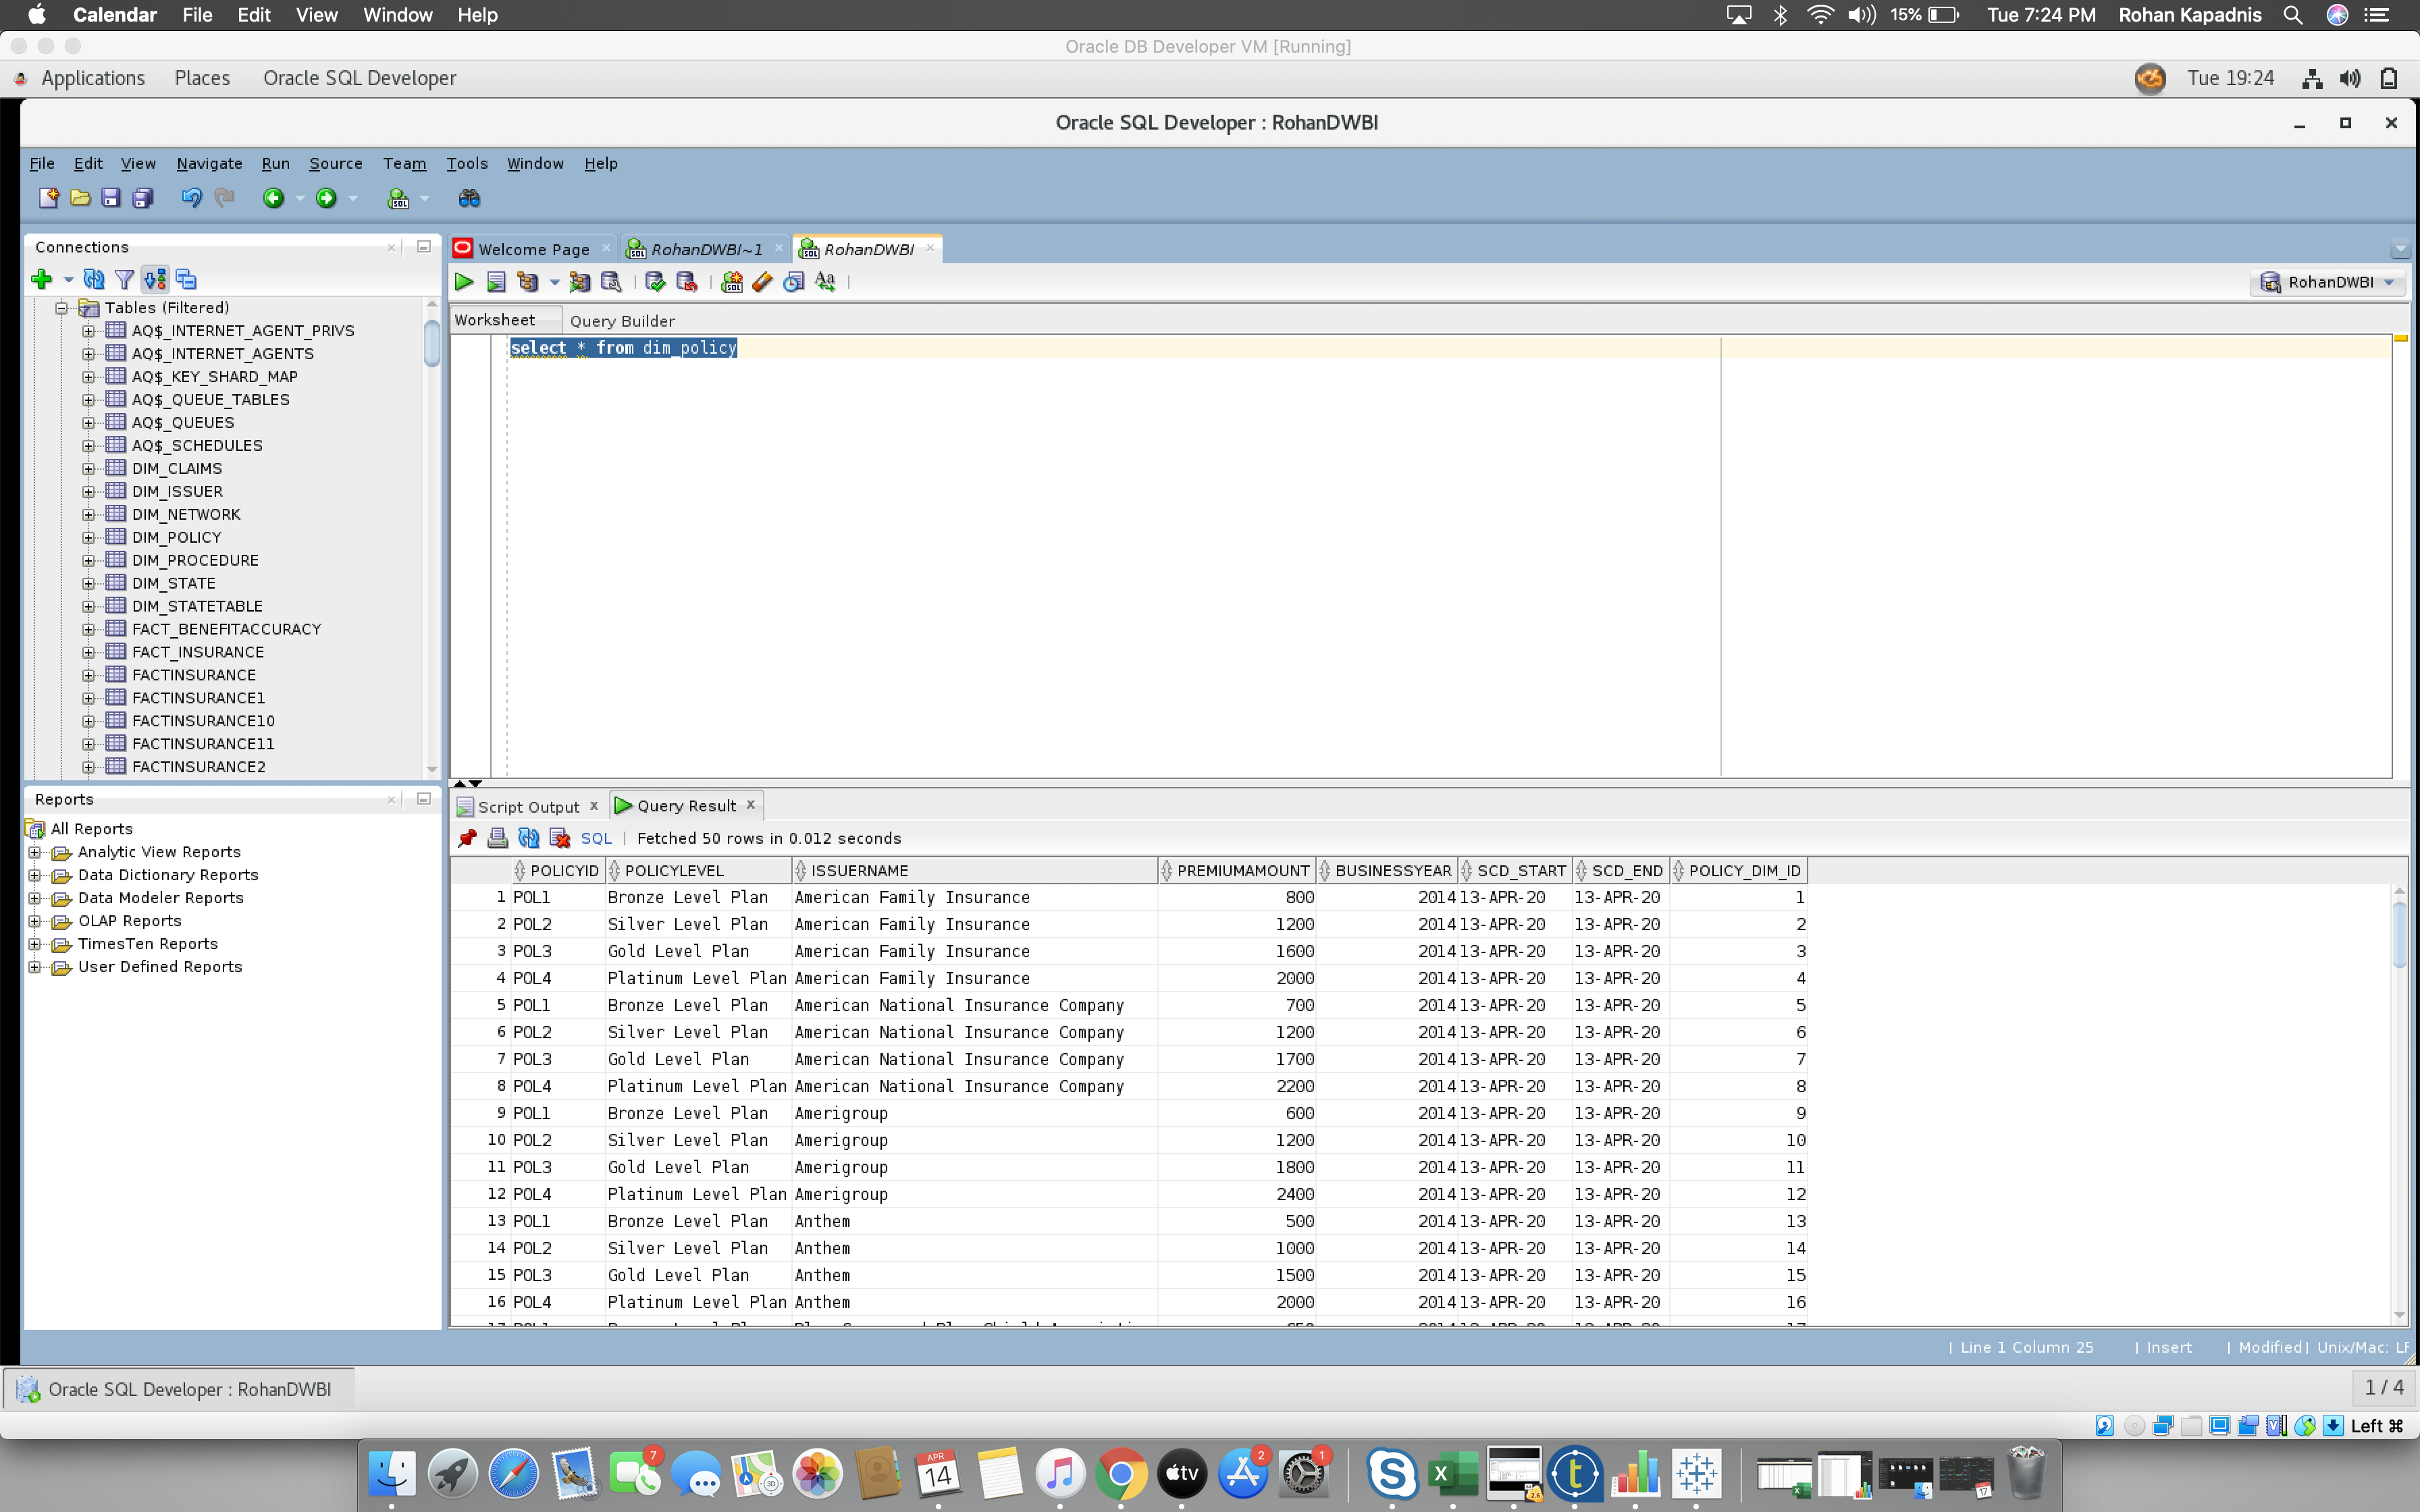 Calendar File Edit View Window Help 15% Tue 7:24 PM Rohan Kapadnis
Oracle DB Developer VM [Running]
Applications Places Oracle SQL Developer Tue 19:24
Oracle SQL Developer : RohanDWBI
File Edit View Navigate Run Source Team Tools Window Help
Connections
Tables (Filtered)
AQ$_INTERNET_AGENT_PRIVS
AQ$_INTERNET_AGENTS
AQ$_KEY_SHARD_MAP
AQ$_QUEUE_TABLES
AQ$_QUEUES
AQ$_SCHEDULES
DIM_CLAIMS
DIM_ISSUER
DIM_NETWORK
DIM_POLICY
DIM_PROCEDURE
DIM_STATE
DIM_STATETABLE
FACT_BENEFITACCURACY
FACT_INSURANCE
FACTINSURANCE
FACTINSURANCE1
FACTINSURANCE10
FACTINSURANCE11
FACTINSURANCE2
Reports
All Reports
Analytic View Reports
Data Dictionary Reports
Data Modeler Reports
OLAP Reports
TimesTen Reports
User Defined Reports
Welcome Page RohanDWBI~1 RohanDWBI
RohanDWBI
Worksheet Query Builder
select * from dim_policy
Script Output x Query Result x
SQL | Fetched 50 rows in 0.012 seconds
POLICYID POLICYLEVEL ISSUERNAME PREMIUMAMOUNT BUSINESSYEAR SCD_START SCD_END POLICY_DIM_ID
1 POL1 Bronze Level Plan American Family Insurance 800 2014 13-APR-20 13-APR-20 1
2 POL2 Silver Level Plan American Family Insurance 1200 2014 13-APR-20 13-APR-20 2
3 POL3 Gold Level Plan American Family Insurance 1600 2014 13-APR-20 13-APR-20 3
4 POL4 Platinum Level Plan American Family Insurance 2000 2014 13-APR-20 13-APR-20 4
5 POL1 Bronze Level Plan American National Insurance Company 700 2014 13-APR-20 13-APR-20 5
6 POL2 Silver Level Plan American National Insurance Company 1200 2014 13-APR-20 13-APR-20 6
7 POL3 Gold Level Plan American National Insurance Company 1700 2014 13-APR-20 13-APR-20 7
8 POL4 Platinum Level Plan American National Insurance Company 2200 2014 13-APR-20 13-APR-20 8
9 POL1 Bronze Level Plan Amerigroup 600 2014 13-APR-20 13-APR-20 9
10 POL2 Silver Level Plan Amerigroup 1200 2014 13-APR-20 13-APR-20 10
11 POL3 Gold Level Plan Amerigroup 1800 2014 13-APR-20 13-APR-20 11
12 POL4 Platinum Level Plan Amerigroup 2400 2014 13-APR-20 13-APR-20 12
13 POL1 Bronze Level Plan Anthem 500 2014 13-APR-20 13-APR-20 13
14 POL2 Silver Level Plan Anthem 1000 2014 13-APR-20 13-APR-20 14
15 POL3 Gold Level Plan Anthem 1500 2014 13-APR-20 13-APR-20 15
16 POL4 Platinum Level Plan Anthem 2000 2014 13-APR-20 13-APR-20 16
| Line 1 Column 25 | Insert | Modified | Unix/Mac: LF
Oracle SQL Developer : RohanDWBI 1 / 4
Left ⌘
7 APR 14 tv 2 1